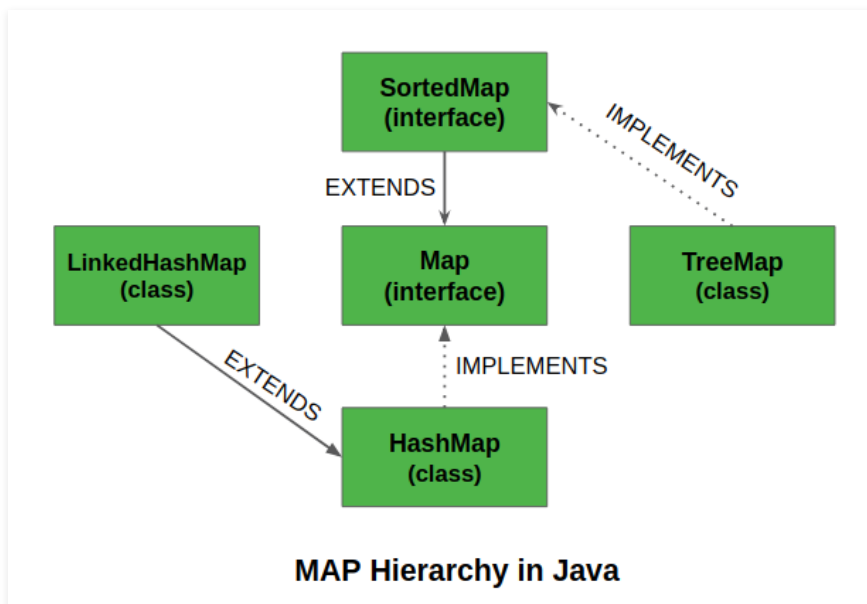 SortedMap
(interface)
IMPLEMENTS
EXTENDS
LinkedHashMap
(class)
Map
(interface)
TreeMap
(class)
EXTENDS
IMPLEMENTS
HashMap
(class)
MAP Hierarchy in Java